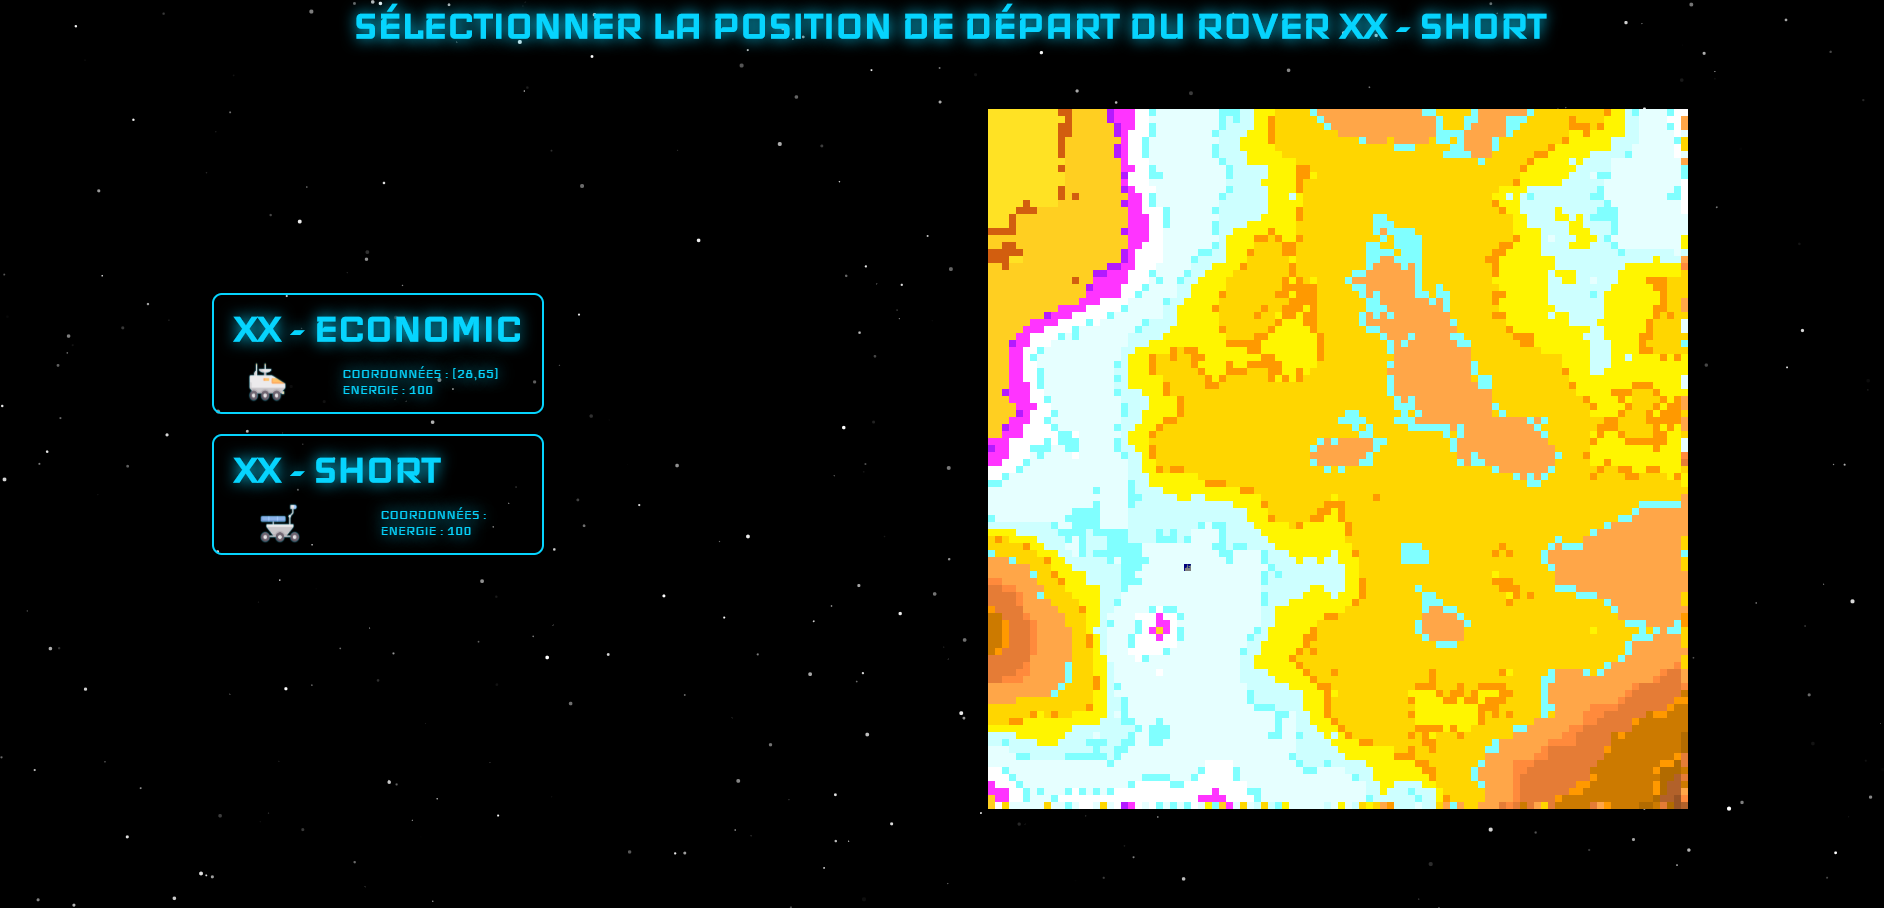 SÉLECTIONNER LA POSITION DE DÉPART DU ROVER XX - SHORT
XX - ECONOMIC
COORDONNÉES : [28,65]
ENERGIE : 100
XX - SHORT
COORDONNÉES :
ENERGIE : 100